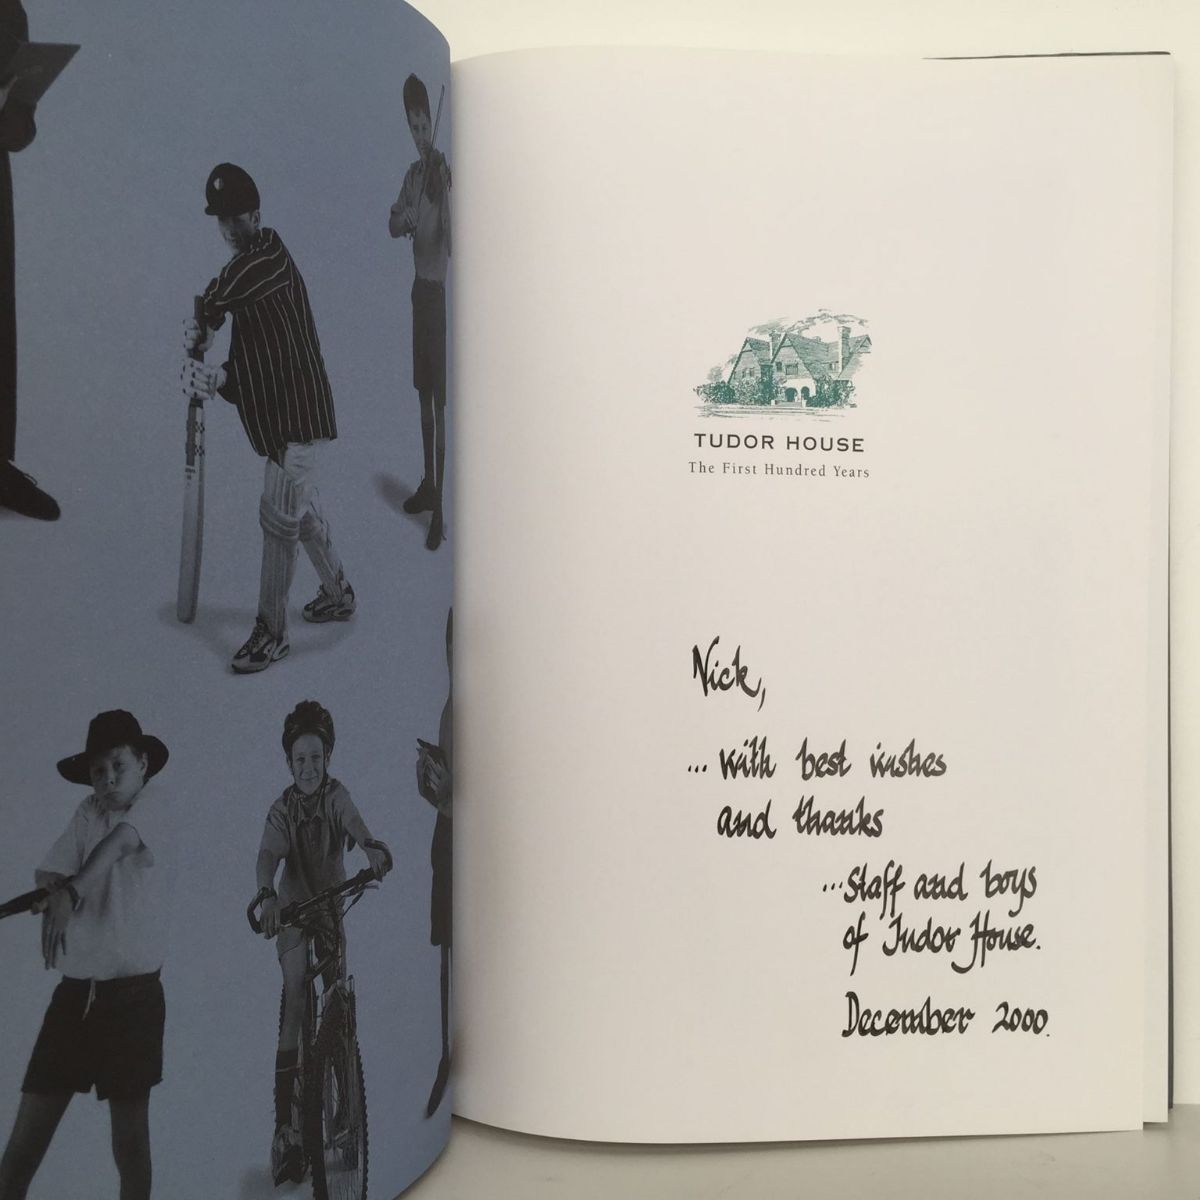 TUDOR HOUSE
The First Hundred Years
Nick,
... with best wishes
and thanks
... staff and boys
of Tudor House.
December 2000.